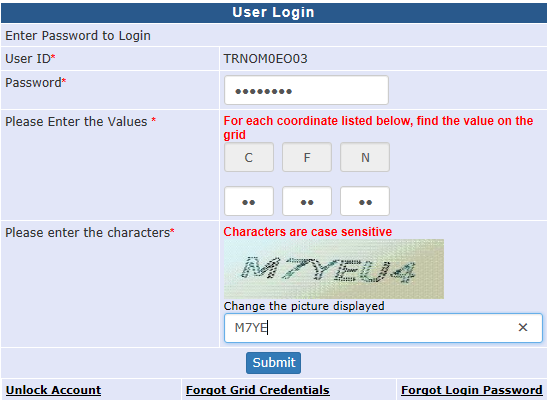 User Login
Enter Password to Login
User ID*
TRNOM0EO03
Password*
••••••••
Please Enter the Values *
For each coordinate listed below, find the value on the
grid
C F N
•• •• ••
Please enter the characters*
Characters are case sensitive
M7YEU4
Change the picture displayed
M7YE
Submit
Unlock Account Forgot Grid Credentials Forgot Login Password